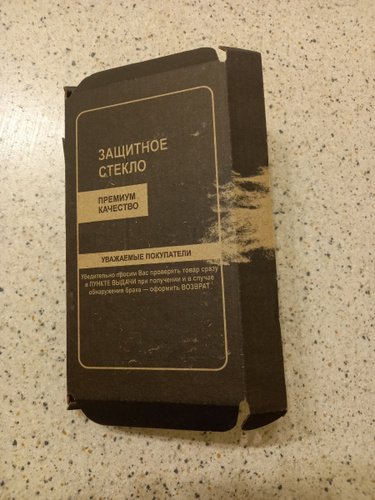 ЗАЩИТНОЕ
СТЕКЛО
ПРЕМИУМ
КАЧЕСТВО
УВАЖАЕМЫЕ ПОКУПАТЕЛИ
Убедительно просим Вас проверять товар сразу
в ПУНКТЕ ВЫДАЧИ при получении и в случае
обнаружения брака — оформить ВОЗВРАТ